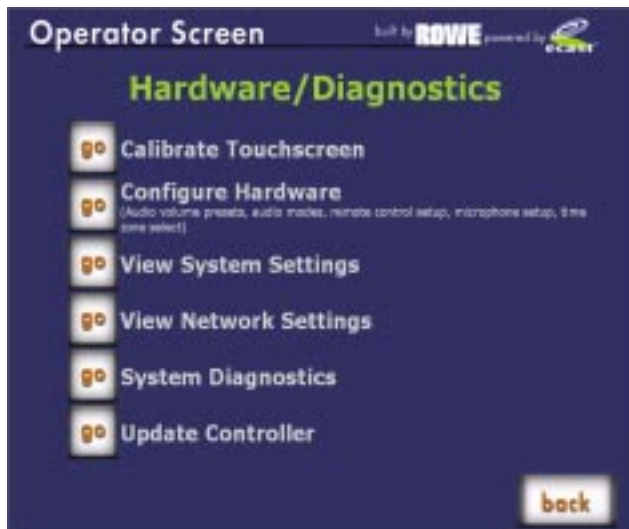 Operator Screen built by ROWE powered by ecast
Hardware/Diagnostics
go Calibrate Touchscreen
go Configure Hardware
(Audio volume presets, audio modes, remote control setup, microphone setup, time
zone select)
go View System Settings
go View Network Settings
go System Diagnostics
go Update Controller
back